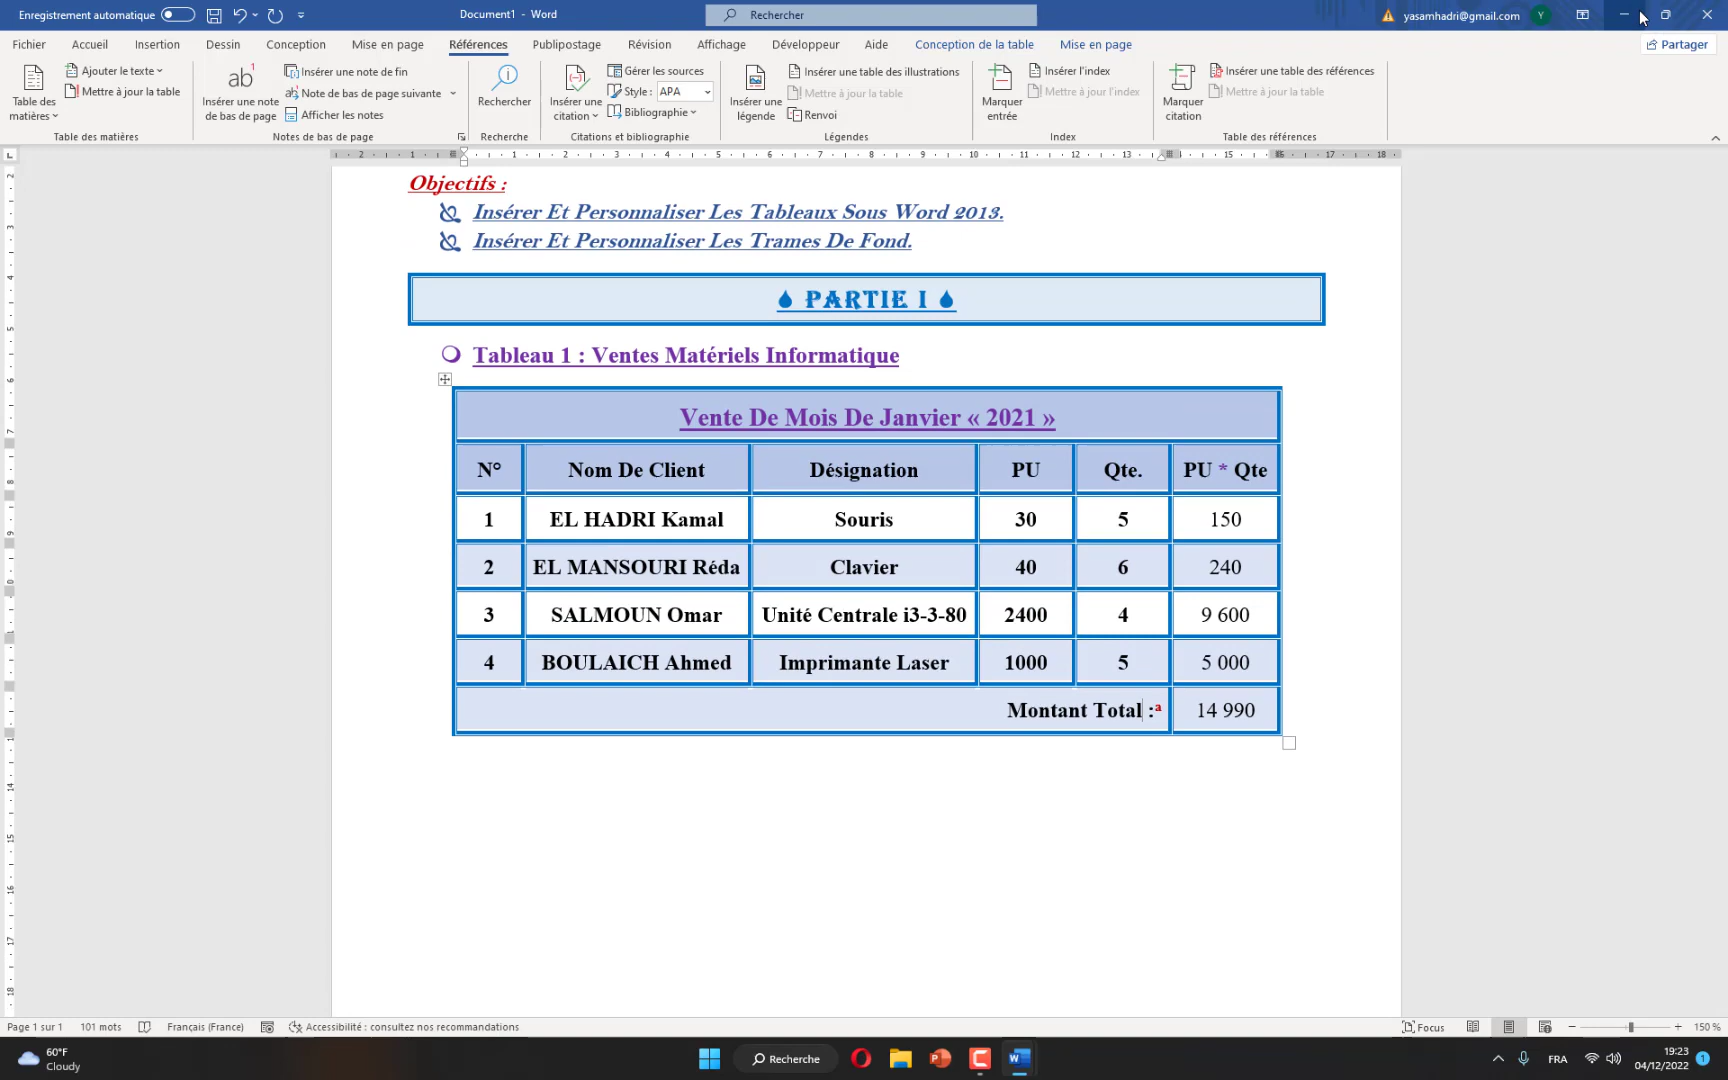 Enregistrement automatique
Document1 - Word
Rechercher
yasamhadri@gmail.com
Y
Fichier Accueil Insertion Dessin Conception Mise en page Références Publipostage Révision Affichage Développeur Aide Conception de la table Mise en page
Partager
Table des matières
Ajouter le texte
Mettre à jour la table
Table des matières
ab1
Insérer une note de bas de page
Insérer une note de fin
Note de bas de page suivante
Afficher les notes
Notes de bas de page
Rechercher
Recherche
Insérer une citation
Gérer les sources
Style : APA
Bibliographie
Citations et bibliographie
Insérer une légende
Insérer une table des illustrations
Mettre à jour la table
Renvoi
Légendes
Marquer entrée
Insérer l'index
Mettre à jour l'index
Index
Marquer citation
Insérer une table des références
Mettre à jour la table
Table des références
Objectifs :
Insérer Et Personnaliser Les Tableaux Sous Word 2013.
Insérer Et Personnaliser Les Trames De Fond.
PARTIE I
Tableau 1 : Ventes Matériels Informatique
Vente De Mois De Janvier « 2021 »
N° Nom De Client Désignation PU Qte. PU * Qte
1 EL HADRI Kamal Souris 30 5 150
2 EL MANSOURI Réda Clavier 40 6 240
3 SALMOUN Omar Unité Centrale i3-3-80 2400 4 9 600
4 BOULAICH Ahmed Imprimante Laser 1000 5 5 000
Montant Total :a 14 990
Page 1 sur 1 101 mots Français (France) Accessibilité : consultez nos recommandations
Focus
150 %
60°F
Cloudy
Recherche
FRA
19:23
04/12/2022
1